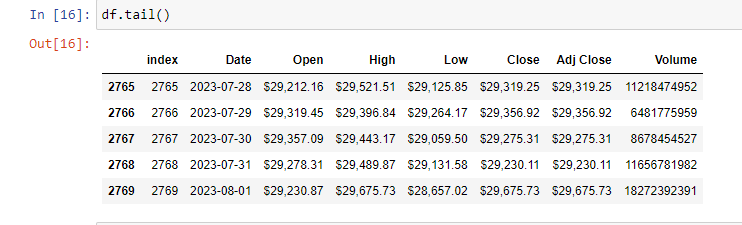 In [16]: df.tail()
Out[16]:
index Date Open High Low Close Adj Close Volume
2765 2765 2023-07-28 $29,212.16 $29,521.51 $29,125.85 $29,319.25 $29,319.25 11218474952
2766 2766 2023-07-29 $29,319.45 $29,396.84 $29,264.17 $29,356.92 $29,356.92 6481775959
2767 2767 2023-07-30 $29,357.09 $29,443.17 $29,059.50 $29,275.31 $29,275.31 8678454527
2768 2768 2023-07-31 $29,278.31 $29,489.87 $29,131.58 $29,230.11 $29,230.11 11656781982
2769 2769 2023-08-01 $29,230.87 $29,675.73 $28,657.02 $29,675.73 $29,675.73 18272392391